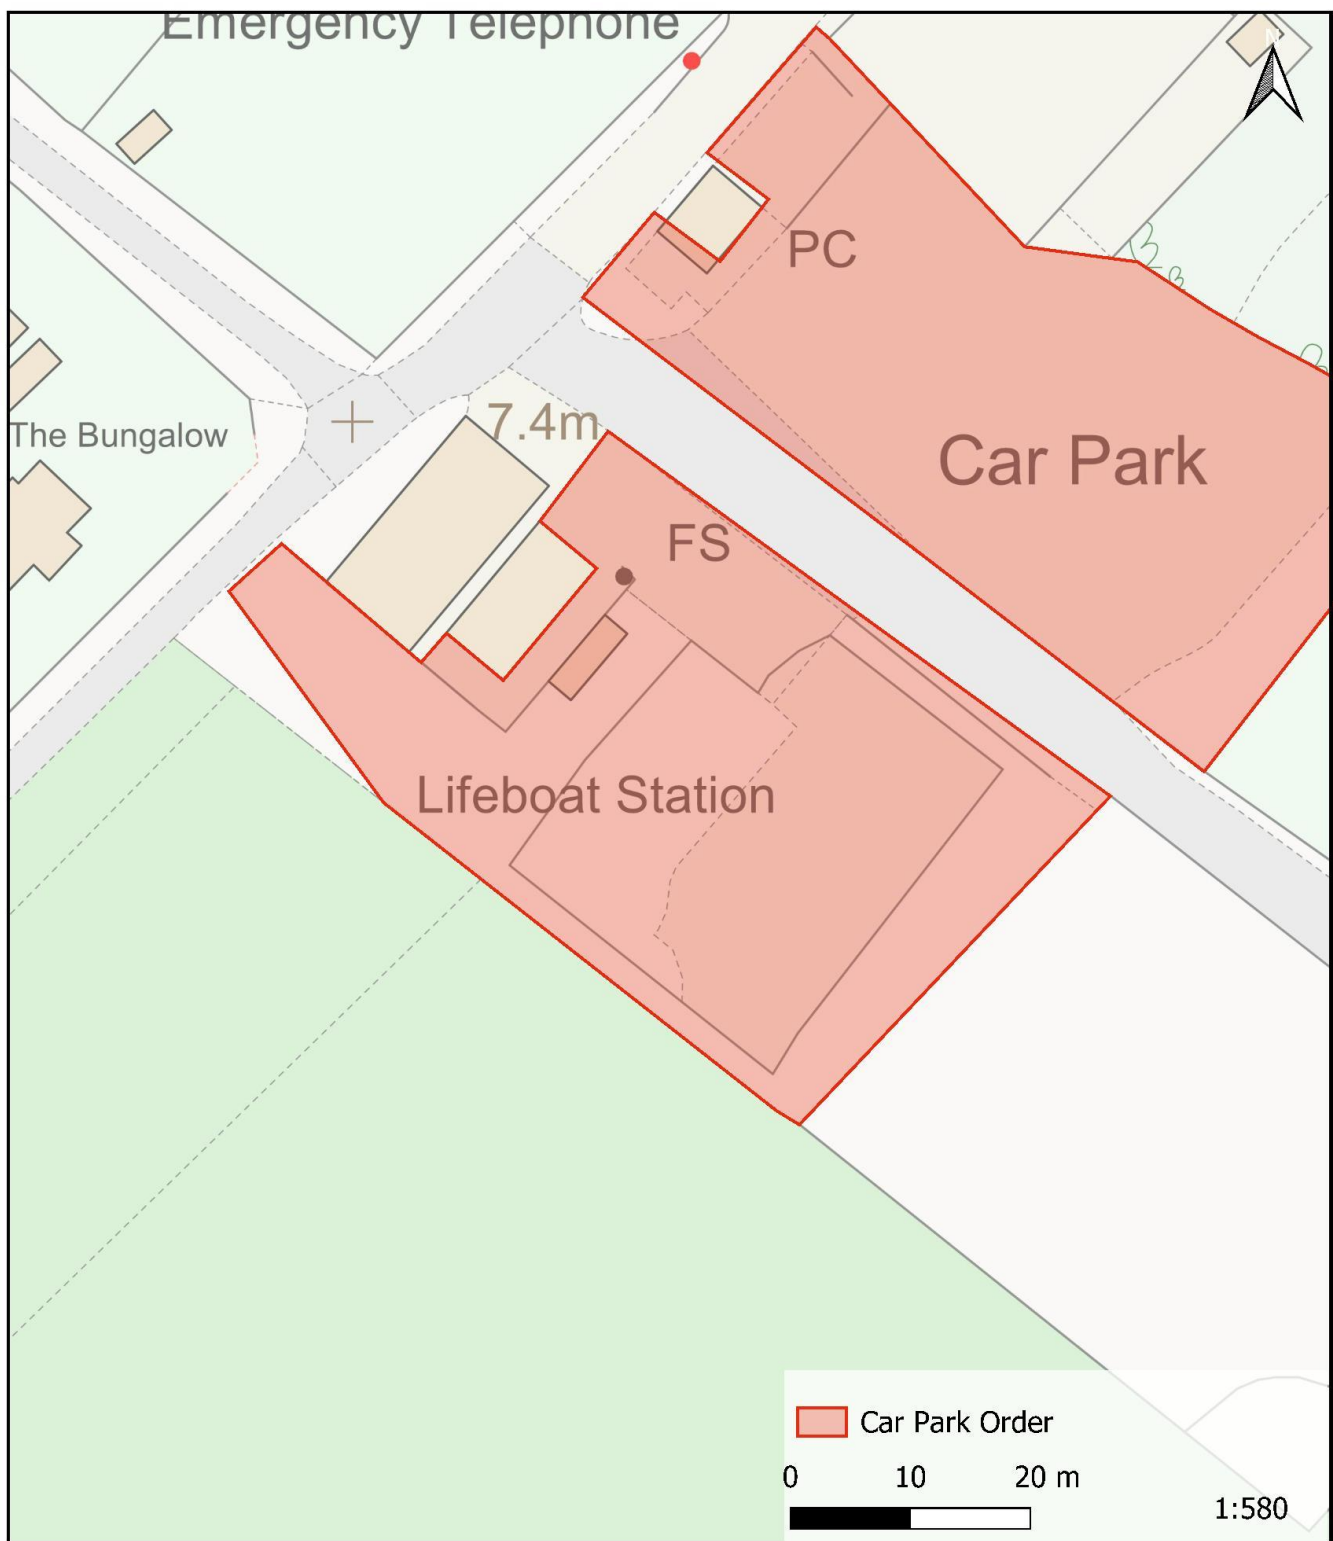 Emergency Telephone
N
PC
7.4m
The Bungalow
Car Park
FS
Lifeboat Station
Car Park Order
0 10 20 m
1:580